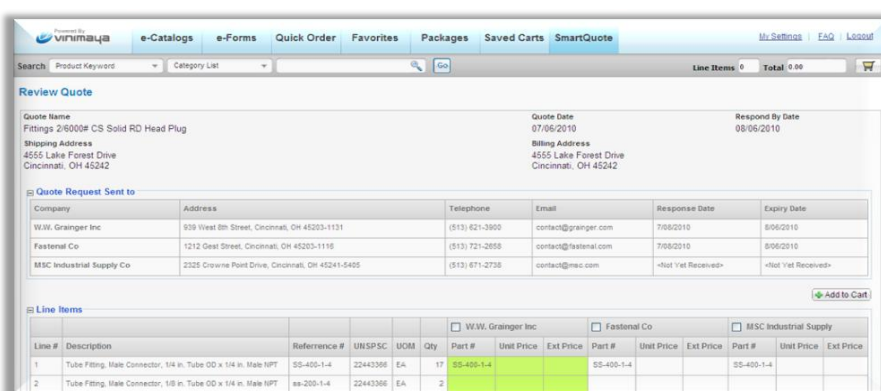 Powered By
vinimaya
e-Catalogs e-Forms Quick Order Favorites Packages Saved Carts SmartQuote My Settings | FAQ | Logout
Search Product Keyword Category List Go Line Items 0 Total 0.00
Review Quote
Quote Name Quote Date Respond By Date
Fittings 2/6000# CS Solid RD Head Plug 07/06/2010 08/06/2010
Shipping Address Billing Address
4555 Lake Forest Drive 4555 Lake Forest Drive
Cincinnati, OH 45242 Cincinnati, OH 45242
Quote Request Sent to
Company Address Telephone Email Response Date Expiry Date
W.W. Grainger Inc 939 West 8th Street, Cincinnati, OH 45203-1131 (513) 621-3900 contact@grainger.com 7/08/2010 8/06/2010
Fastenal Co 1212 Gest Street, Cincinnati, OH 45203-1116 (513) 721-2658 contact@fastenal.com 7/08/2010 8/06/2010
MSC Industrial Supply Co 2325 Crowne Point Drive, Cincinnati, OH 45241-5405 (513) 671-2738 contact@msc.com <Not Yet Received> <Not Yet Received>
Add to Cart
Line Items
W.W. Grainger Inc Fastenal Co MSC Industrial Supply
Line # Description Referrence # UNSPSC UOM Qty Part # Unit Price Ext Price Part # Unit Price Ext Price Part # Unit Price Ext Price
1 Tube Fitting, Male Connector, 1/4 in. Tube OD x 1/4 in. Male NPT SS-400-1-4 22443366 EA 17 SS-400-1-4 SS-400-1-4 SS-400-1-4
2 Tube Fitting, Male Connector, 1/8 in. Tube OD x 1/4 in. Male NPT ss-200-1-4 22443366 EA 2